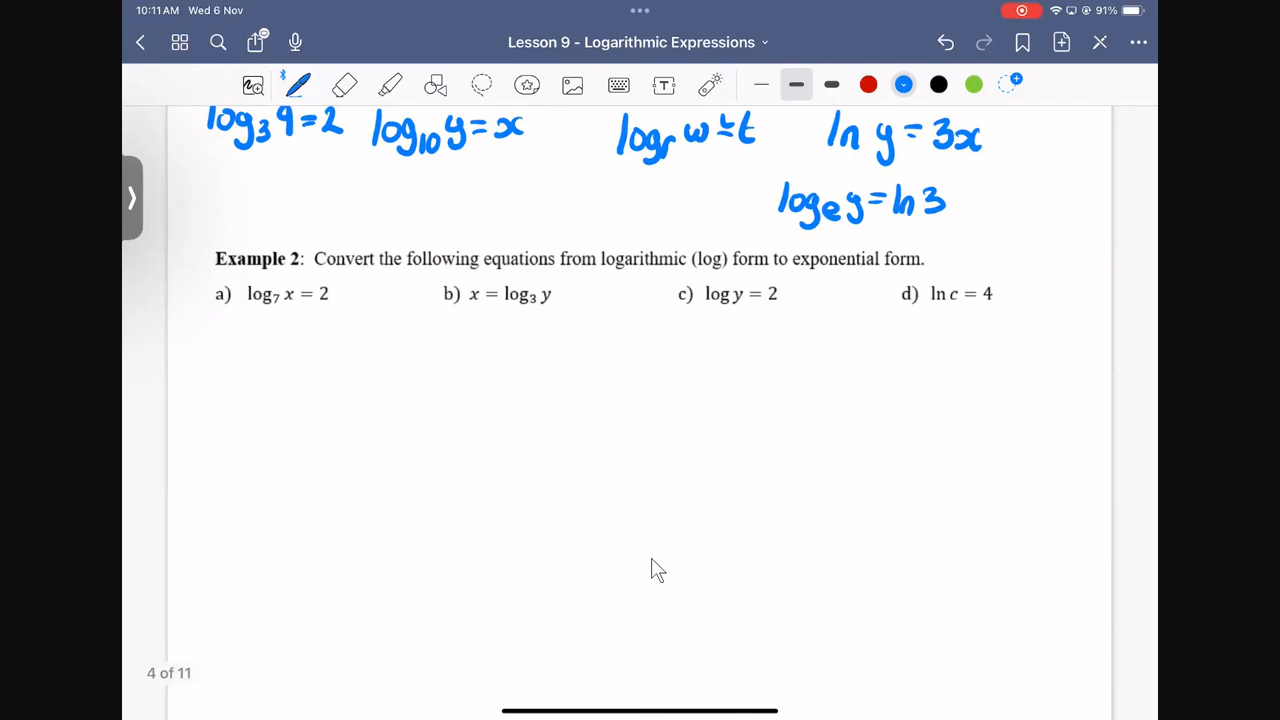 10:11 AM Wed 6 Nov
91%
Lesson 9 - Logarithmic Expressions
log₃ 9 = 2 log₁₀ y = x logᵣ w = t ln y = 3x
logₑ y = ln 3
Example 2: Convert the following equations from logarithmic (log) form to exponential form.
a) log₇ x = 2 b) x = log₃ y c) log y = 2 d) ln c = 4
4 of 11